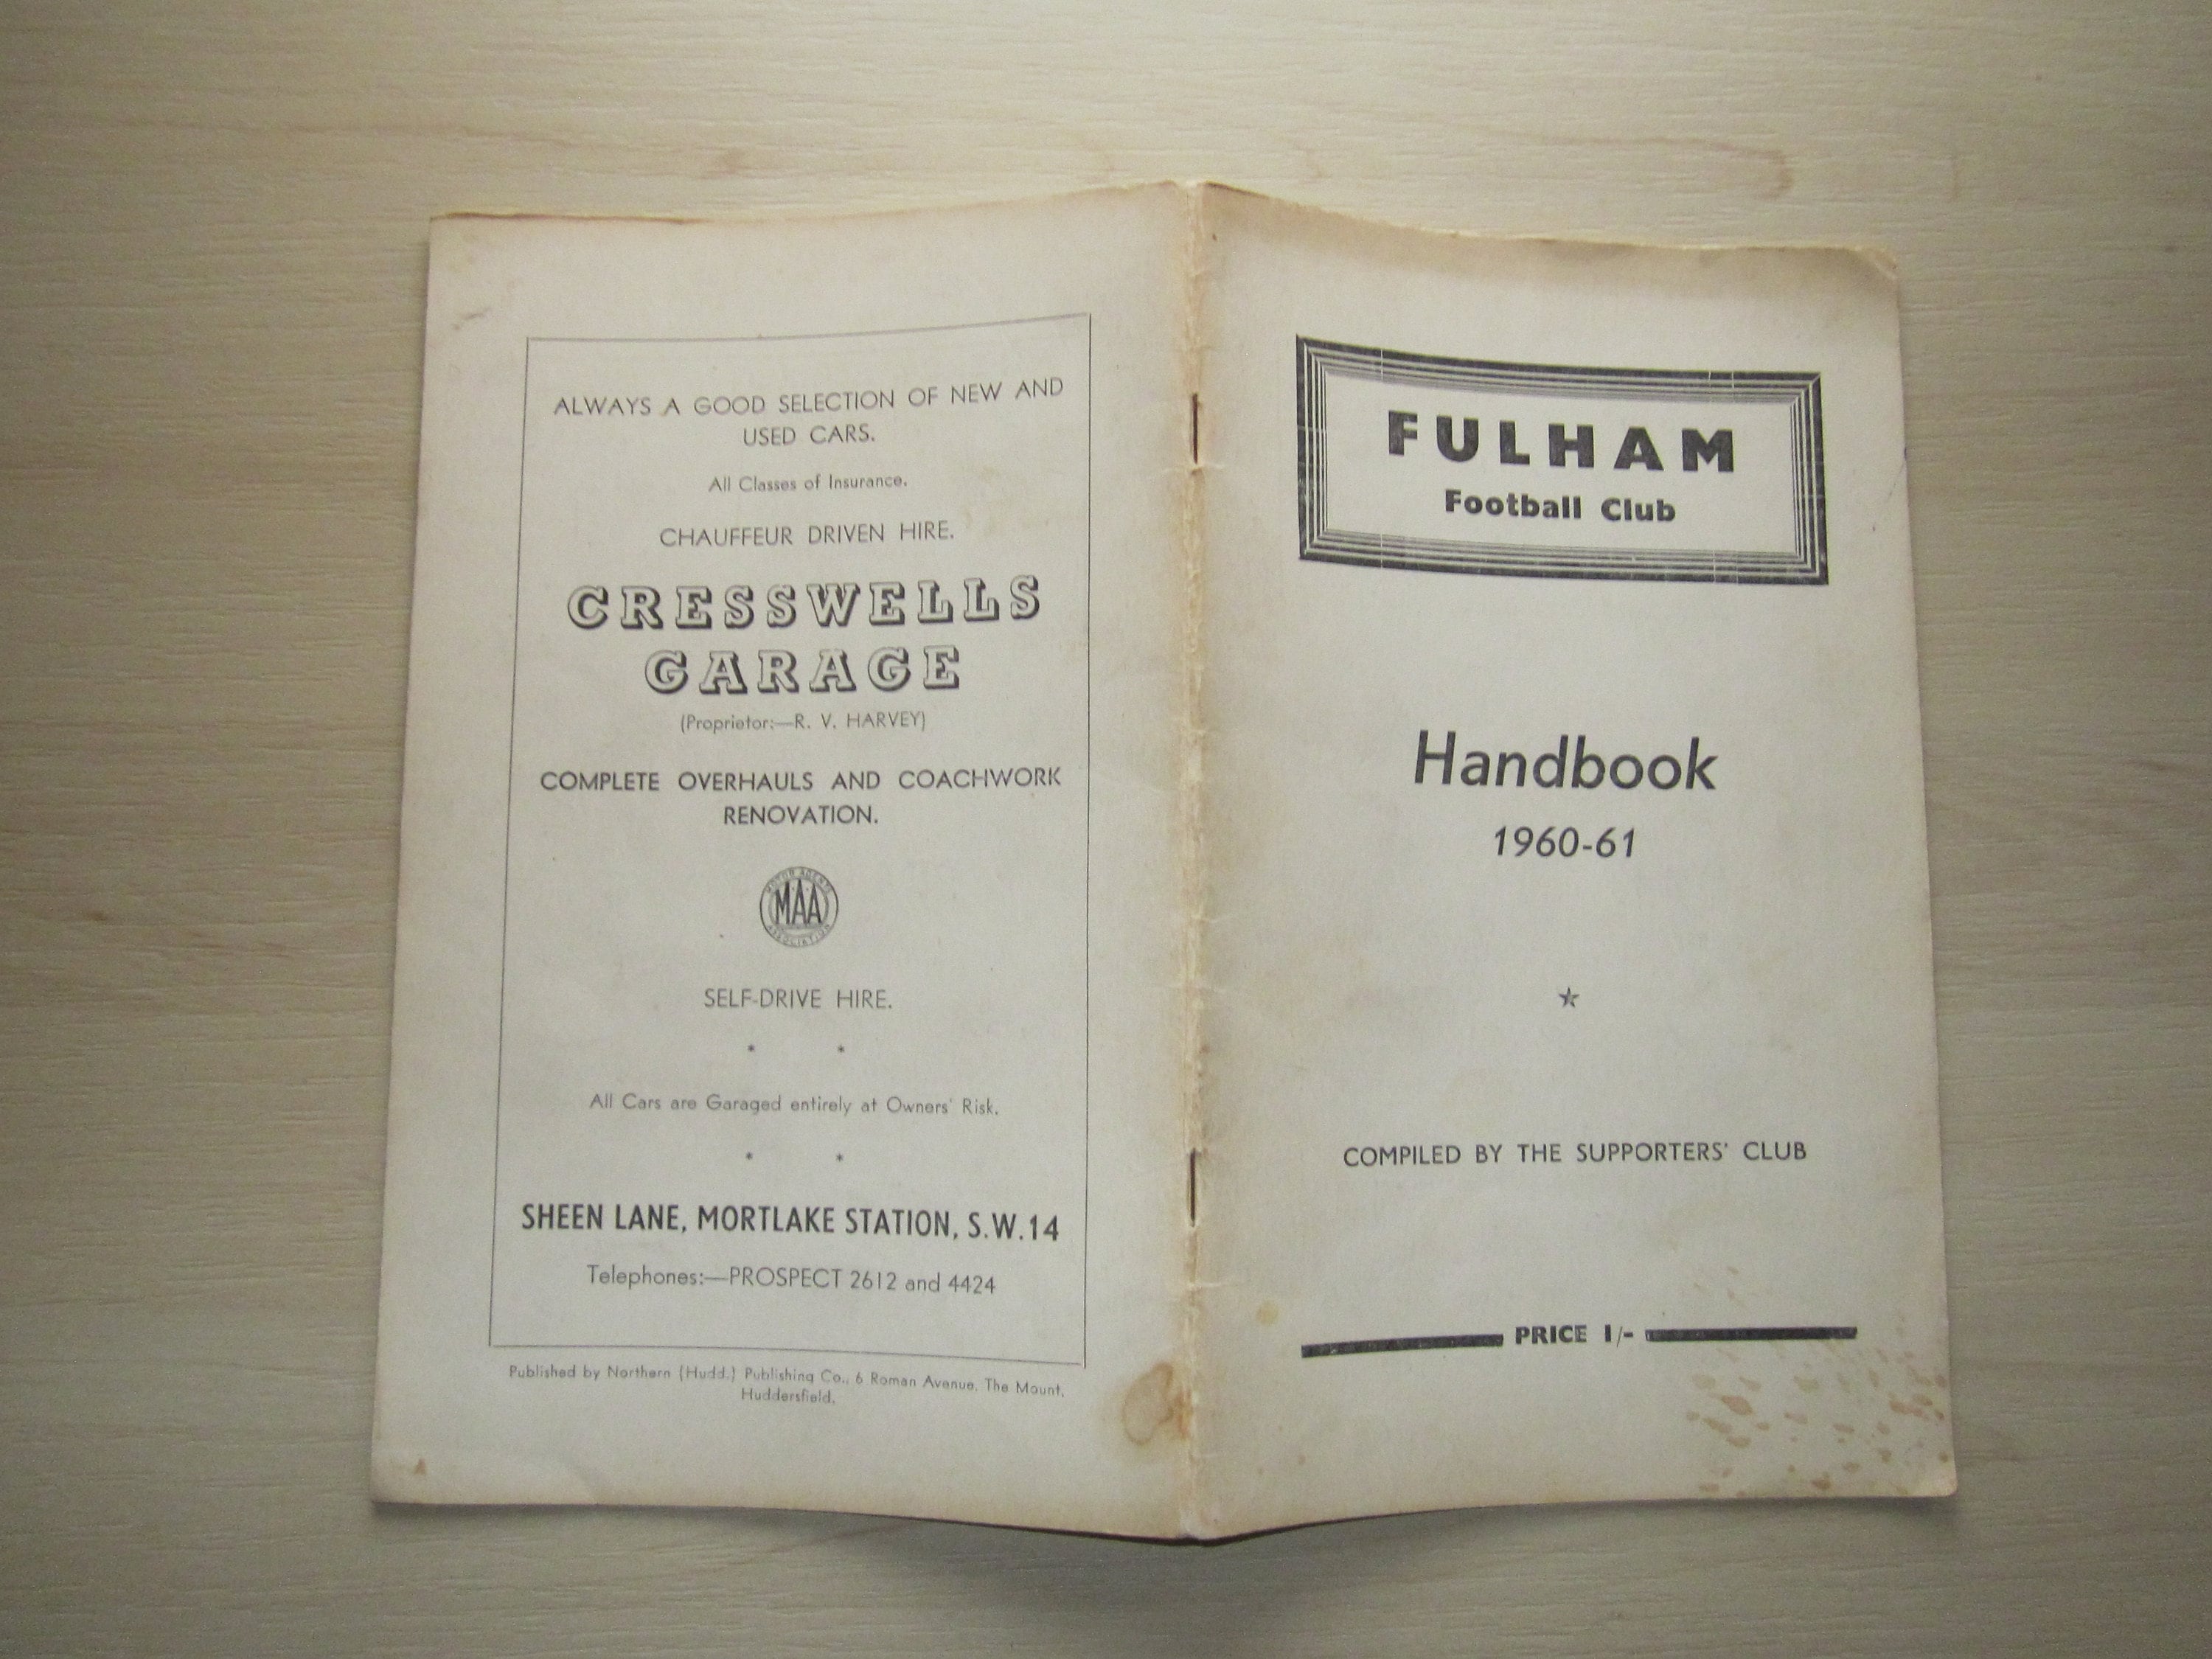 ALWAYS A GOOD SELECTION OF NEW AND
USED CARS.
All Classes of Insurance.
CHAUFFEUR DRIVEN HIRE.
CRESSWELLS
GARAGE
(Proprietor:—R. V. HARVEY)
COMPLETE OVERHAULS AND COACHWORK
RENOVATION.
MOTOR AGENTS
MAA
ASSOCIATION
SELF-DRIVE HIRE.
* *
All Cars are Garaged entirely at Owners' Risk.
* *
SHEEN LANE, MORTLAKE STATION, S.W.14
Telephones:—PROSPECT 2612 and 4424
Published by Northern (Hudd.) Publishing Co., 6 Roman Avenue, The Mount,
Huddersfield.
FULHAM
Football Club
Handbook
1960-61
COMPILED BY THE SUPPORTERS' CLUB
PRICE 1/-